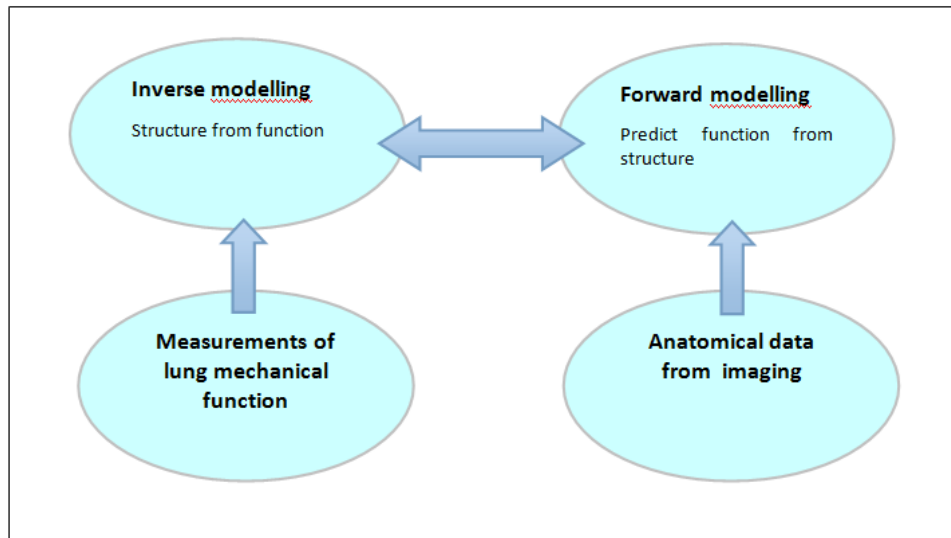 Inverse modelling
Structure from function
Forward modelling
Predict function from
structure
Measurements of
lung mechanical
function
Anatomical data
from imaging